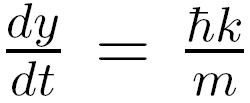 dy/dt = ħk/m